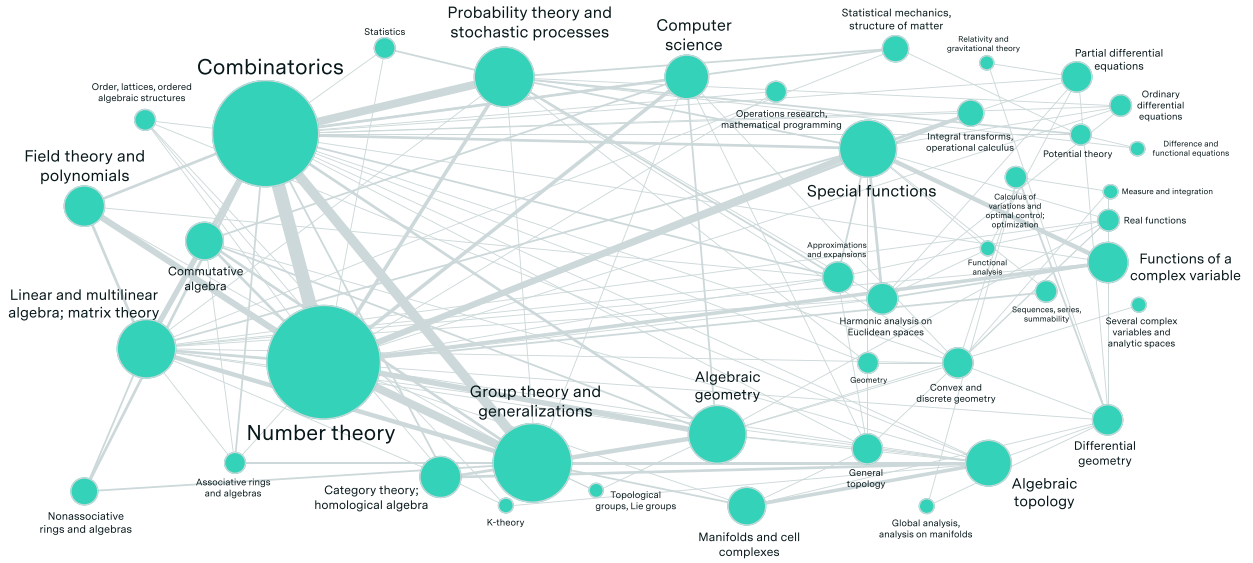 Probability theory and
stochastic processes
Statistics
Computer
science
Statistical mechanics,
structure of matter
Relativity and
gravitational theory
Partial differential
equations
Combinatorics
Order, lattices, ordered
algebraic structures
Operations research,
mathematical programming
Ordinary
differential
equations
Integral transforms,
operational calculus
Potential theory
Difference and
functional equations
Field theory and
polynomials
Special functions
Calculus of
variations and
optimal control;
optimization
Measure and integration
Real functions
Commutative
algebra
Approximations
and expansions
Functional
analysis
Functions of a
complex variable
Linear and multilinear
algebra; matrix theory
Harmonic analysis on
Euclidean spaces
Sequences, series,
summability
Several complex
variables and
analytic spaces
Geometry
Convex and
discrete geometry
Group theory and
generalizations
Algebraic
geometry
Number theory
Differential
geometry
Associative rings
and algebras
Category theory;
homological algebra
General
topology
Algebraic
topology
Nonassociative
rings and algebras
K-theory
Topological
groups, Lie groups
Manifolds and cell
complexes
Global analysis,
analysis on manifolds